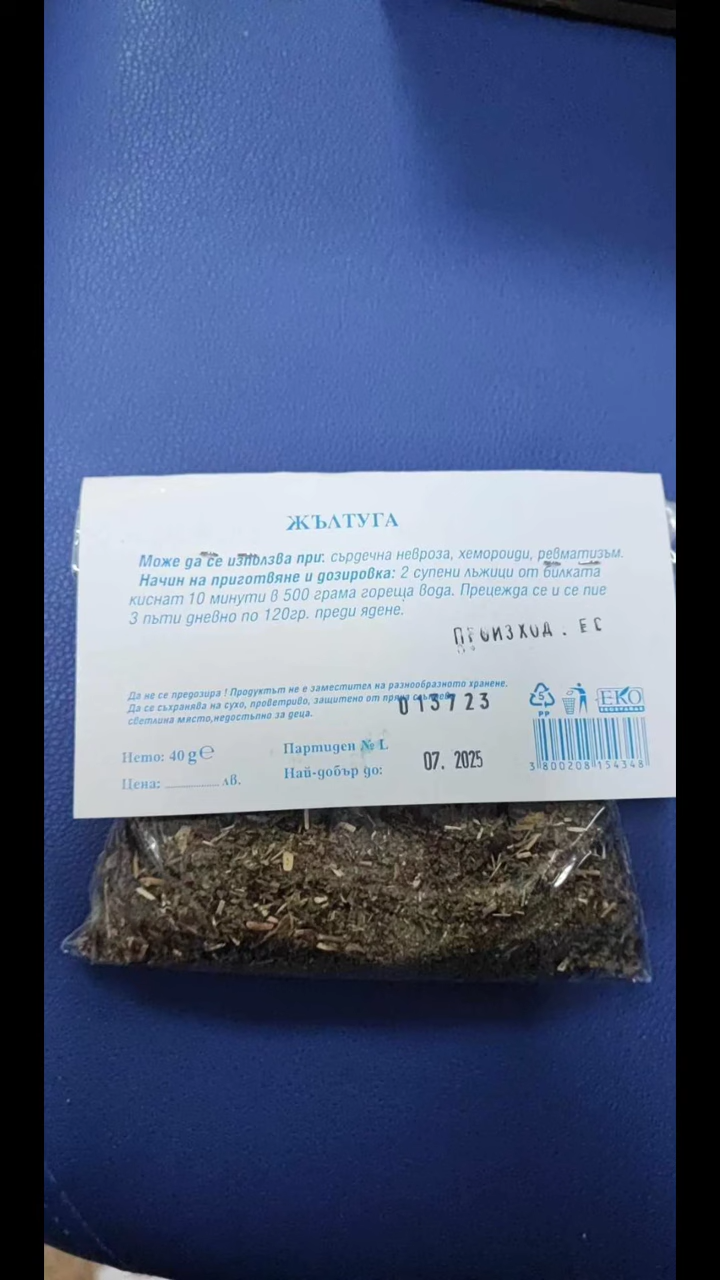 ЖЪЛТУГА
Може да се използва при: сърдечна невроза, хемороиди, ревматизъм.
Начин на приготвяне и дозировка: 2 супени лъжици от билката
киснат 10 минути в 500 грама гореща вода. Прецежда се и се пие
3 пъти дневно по 120гр. преди ядене.
ПРОИЗХОД . ЕС
Да не се предозира ! Продуктът не е заместител на разнообразното хранене.
Да се съхранява на сухо, проветриво, защитено от пряка слънчева
светлина място,недостъпно за деца.
013723
PP
ЕКО
Нето: 40 g℮
Партиден № L
Цена: .................. лв.
Най-добър до:
07. 2025
3 800208 154348